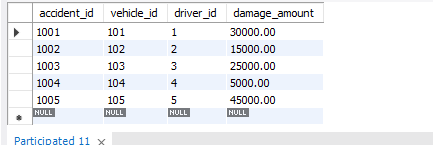 accident_id vehicle_id driver_id damage_amount
1001 101 1 30000.00
1002 102 2 15000.00
1003 103 3 25000.00
1004 104 4 5000.00
1005 105 5 45000.00
NULL NULL NULL NULL
Participated 11 ×